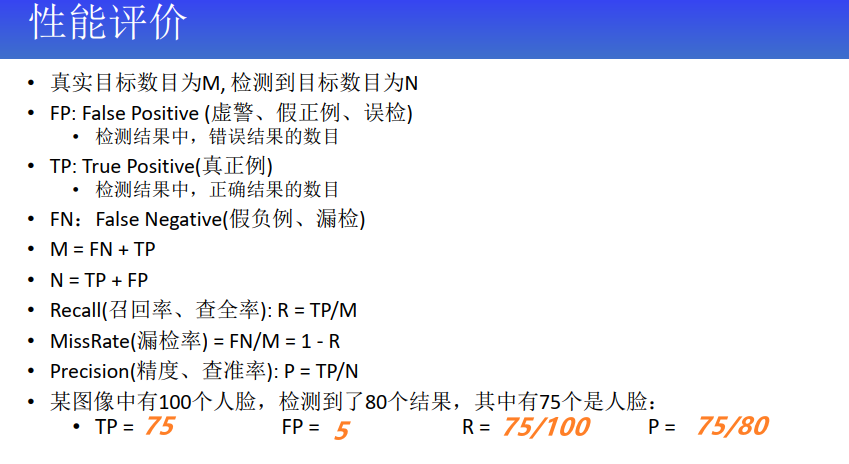 性能评价
• 真实目标数目为M, 检测到目标数目为N
• FP: False Positive (虚警、假正例、误检)
• 检测结果中，错误结果的数目
• TP: True Positive(真正例)
• 检测结果中，正确结果的数目
• FN：False Negative(假负例、漏检)
• M = FN + TP
• N = TP + FP
• Recall(召回率、查全率): R = TP/M
• MissRate(漏检率) = FN/M = 1 - R
• Precision(精度、查准率): P = TP/N
• 某图像中有100个人脸，检测到了80个结果，其中有75个是人脸：
• TP = 75 FP = 5 R = 75/100 P = 75/80